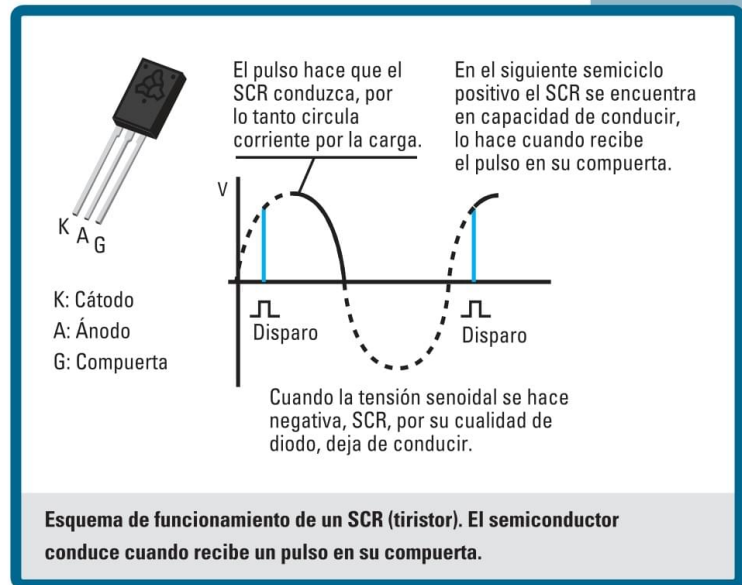 El pulso hace que el
SCR conduzca, por
lo tanto circula
corriente por la carga.
En el siguiente semiciclo
positivo el SCR se encuentra
en capacidad de conducir,
lo hace cuando recibe
el pulso en su compuerta.
V
K A G
K: Cátodo
A: Ánodo
G: Compuerta
Disparo
Disparo
Cuando la tensión senoidal se hace
negativa, SCR, por su cualidad de
diodo, deja de conducir.
Esquema de funcionamiento de un SCR (tiristor). El semiconductor
conduce cuando recibe un pulso en su compuerta.